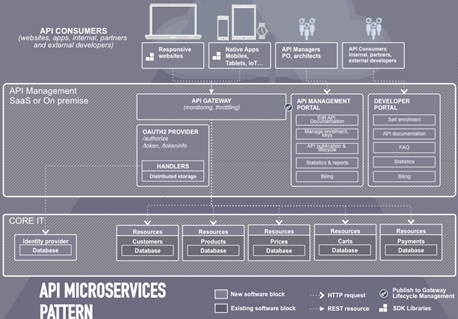 API CONSUMERS
(websites, apps, internal, partners
and external developers)
Responsive
websites
Native Apps
Mobiles,
Tablets, IoT...
API Managers
PO, architects
API Consumers
Internal, partners,
external developers
API Management
SaaS or On premise
API GATEWAY
(monitoring, throttling)
OAUTH2 PROVIDER
/authorize
/token, /tokeninfo
HANDLERS
Distributed storage
API MANAGEMENT
PORTAL
Edit API
Documentation
Manage enrolment,
keys
API publication &
lifecycle
Statistics & reports
Biling
DEVELOPER
PORTAL
Self enrolment
API documentation
FAQ
Statistics
Biling
CORE IT
Identity provider
Database
Resources
Customers
Database
Resources
Products
Database
Resources
Prices
Database
Resources
Carts
Database
Resources
Payments
Database
API MICROSERVICES
PATTERN
New software block
Existing software block
HTTP request
REST resource
Publish to Gateway
Lifecycle Management
SDK Libraries